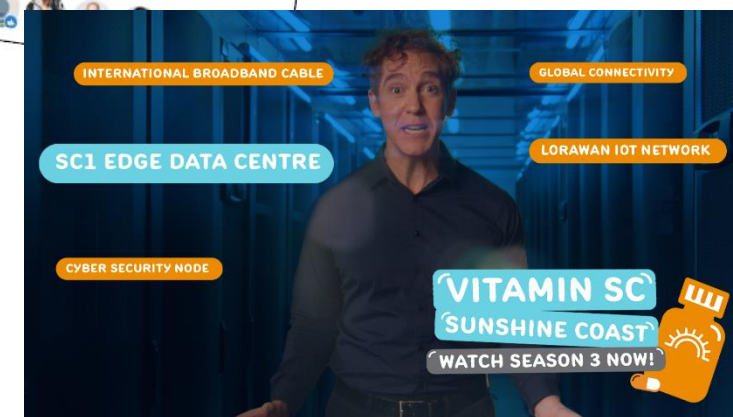 INTERNATIONAL BROADBAND CABLE
GLOBAL CONNECTIVITY
SC1 EDGE DATA CENTRE
LORAWAN IOT NETWORK
CYBER SECURITY NODE
VITAMIN SC
SUNSHINE COAST
WATCH SEASON 3 NOW!